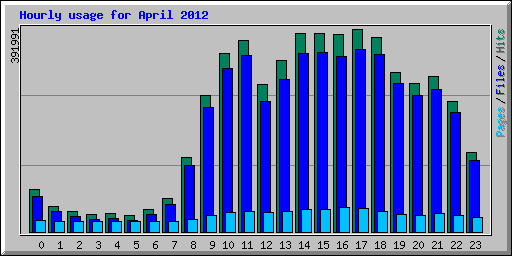 Hourly usage for April 2012
391991
Pages/Files/Hits
0 1 2 3 4 5 6 7 8 9 10 11 12 13 14 15 16 17 18 19 20 21 22 23